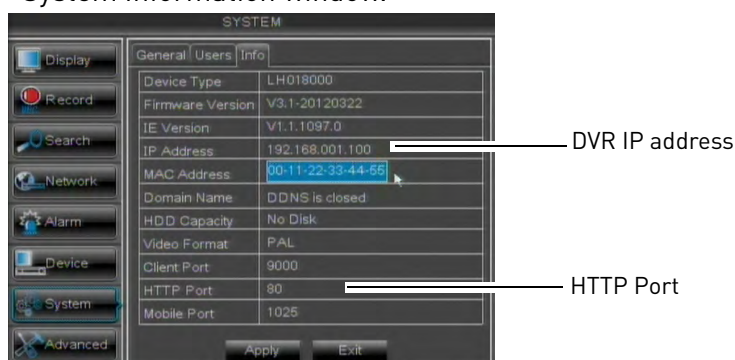 System Information window.
SYSTEM
Display
Record
Search
Network
Alarm
Device
System
Advanced
General Users Info
Device Type LH018000
Firmware Version V3.1-20120322
IE Version V1.1.1097.0
IP Address 192.168.001.100
MAC Address 00-11-22-33-44-55
Domain Name DDNS is closed
HDD Capacity No Disk
Video Format PAL
Client Port 9000
HTTP Port 80
Mobile Port 1025
Apply Exit
DVR IP address
HTTP Port